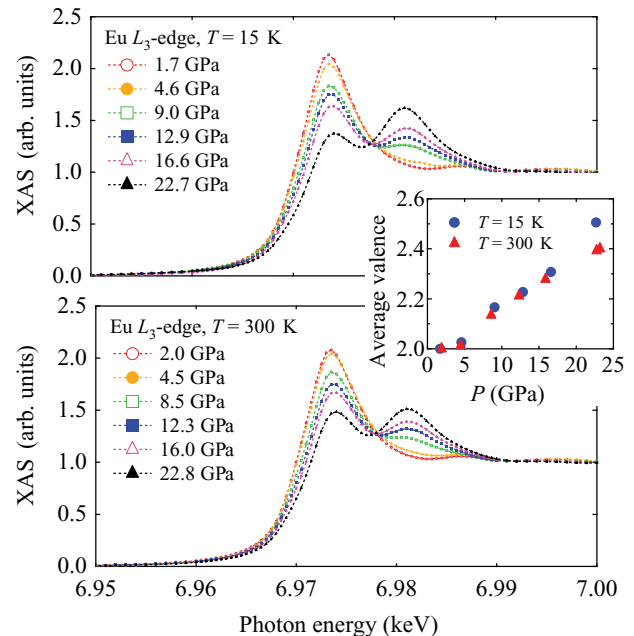 Eu L₃-edge, T = 15 K
1.7 GPa
4.6 GPa
9.0 GPa
12.9 GPa
16.6 GPa
22.7 GPa
XAS (arb. units)
2.5
2.0
1.5
1.0
0.5
0.0
T = 15 K
T = 300 K
Average valence
2.6
2.4
2.2
2.0
0 5 10 15 20 25
P (GPa)
Eu L₃-edge, T = 300 K
2.0 GPa
4.5 GPa
8.5 GPa
12.3 GPa
16.0 GPa
22.8 GPa
XAS (arb. units)
2.5
2.0
1.5
1.0
0.5
0.0
6.95 6.96 6.97 6.98 6.99 7.00
Photon energy (keV)